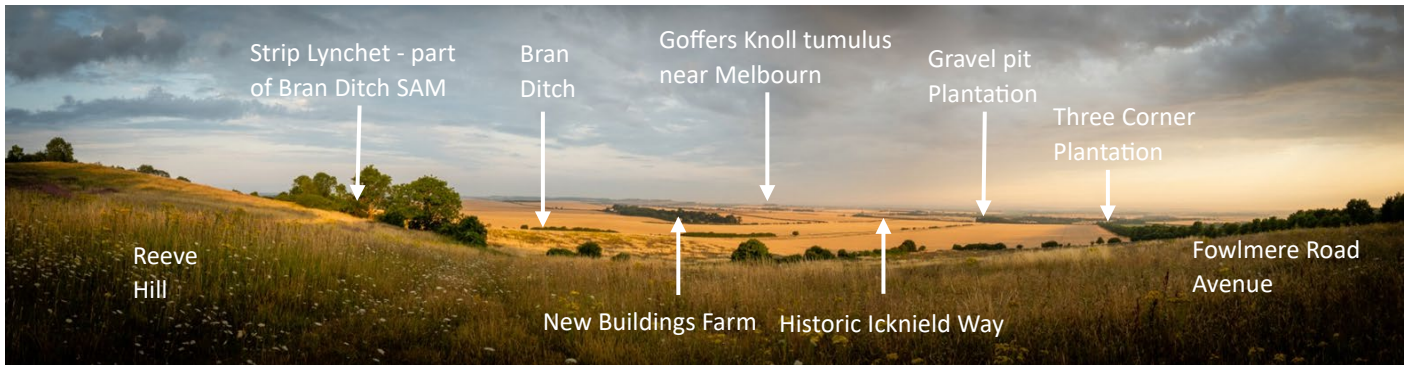 Strip Lynchet - part
of Bran Ditch SAM
Bran
Ditch
Goffers Knoll tumulus
near Melbourn
Gravel pit
Plantation
Three Corner
Plantation
Reeve
Hill
Fowlmere Road
Avenue
New Buildings Farm
Historic Icknield Way